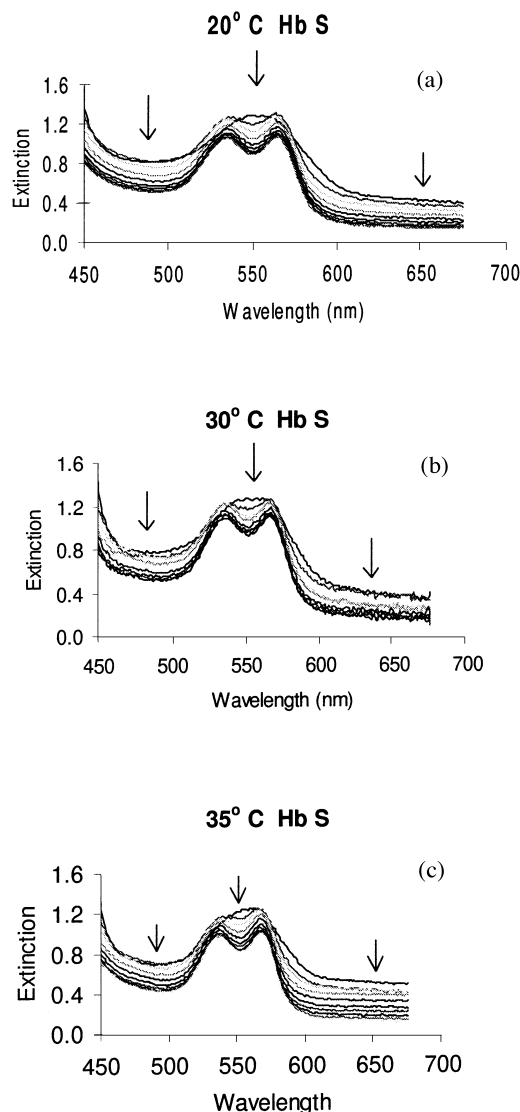 20° C Hb S
(a)
1.6
1.2
0.8
0.4
0.0
Extinction
450 500 550 600 650 700
Wavelength (nm)
30° C Hb S
(b)
1.6
1.2
0.8
0.4
0.0
Extinction
450 500 550 600 650 700
Wavelength (nm)
35° C Hb S
(c)
1.6
1.2
0.8
0.4
0.0
Extinction
450 500 550 600 650 700
Wavelength